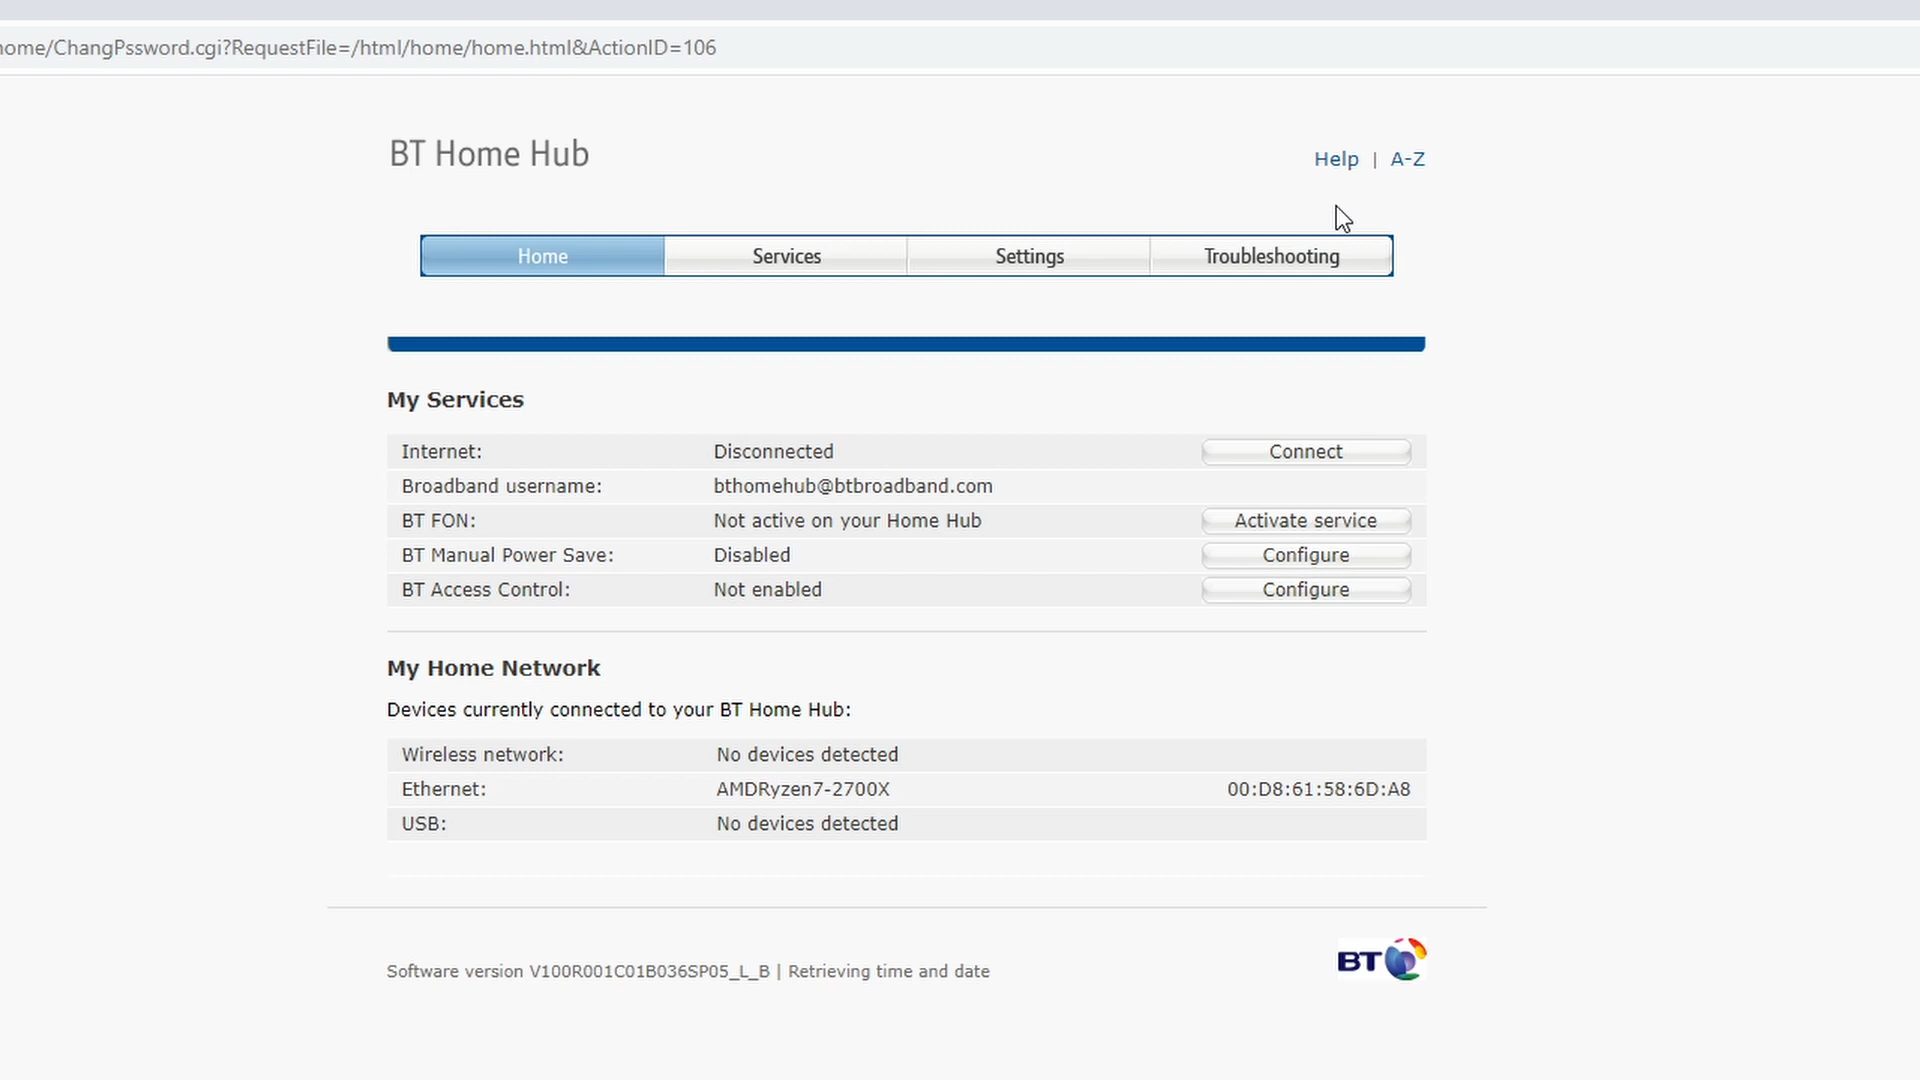 home/ChangPssword.cgi?RequestFile=/html/home/home.html&ActionID=106
BT Home Hub
Help | A-Z
Home Services Settings Troubleshooting
My Services
Internet: Disconnected Connect
Broadband username: bthomehub@btbroadband.com
BT FON: Not active on your Home Hub Activate service
BT Manual Power Save: Disabled Configure
BT Access Control: Not enabled Configure
My Home Network
Devices currently connected to your BT Home Hub:
Wireless network: No devices detected
Ethernet: AMDRyzen7-2700X 00:D8:61:58:6D:A8
USB: No devices detected
Software version V100R001C01B036SP05_L_B | Retrieving time and date
BT